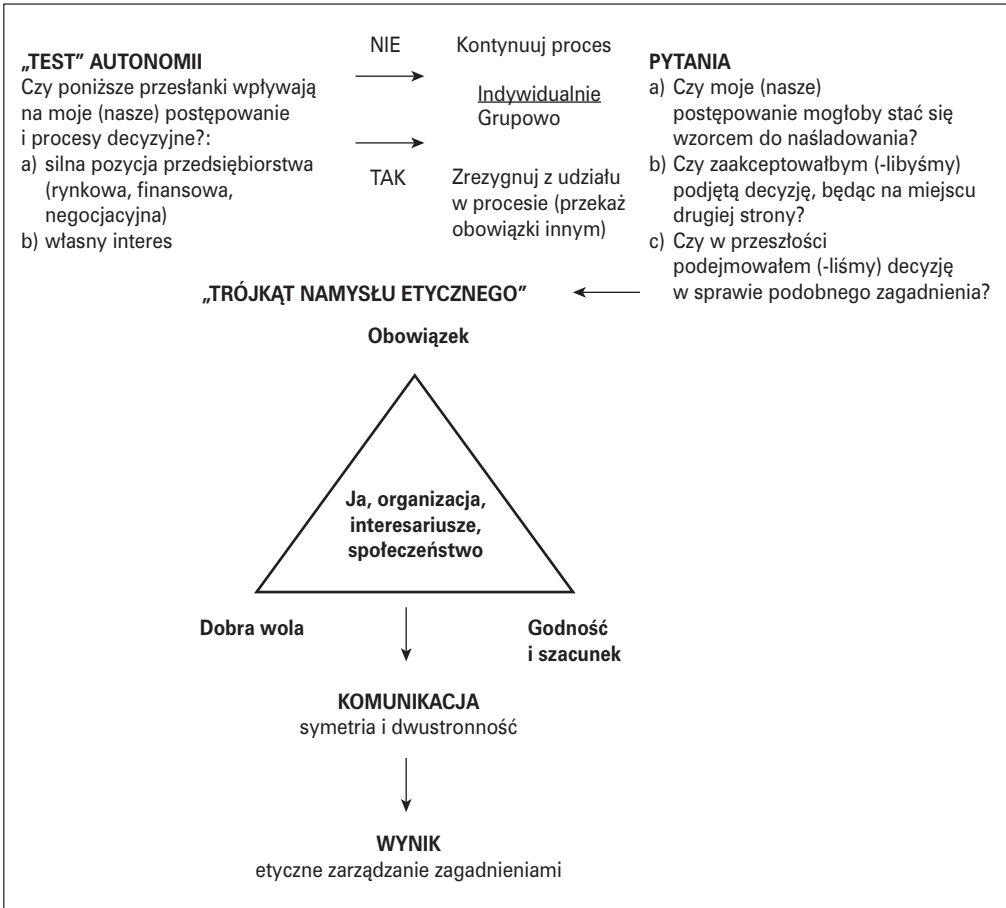 „TEST” AUTONOMII
Czy poniższe przesłanki wpływają
na moje (nasze) postępowanie
i procesy decyzyjne?:
a) silna pozycja przedsiębiorstwa
(rynkowa, finansowa,
negocjacyjna)
b) własny interes
NIE
Kontynuuj proces
Indywidualnie
Grupowo
TAK
Zrezygnuj z udziału
w procesie (przekaż
obowiązki innym)
PYTANIA
a) Czy moje (nasze)
postępowanie mogłoby stać się
wzorcem do naśladowania?
b) Czy zaakceptowałbym (-libyśmy)
podjętą decyzję, będąc na miejscu
drugiej strony?
c) Czy w przeszłości
podejmowałem (-liśmy) decyzję
w sprawie podobnego zagadnienia?
„TRÓJKĄT NAMYSŁU ETYCZNEGO”
Obowiązek
Ja, organizacja,
interesariusze,
społeczeństwo
Dobra wola
Godność
i szacunek
KOMUNIKACJA
symetria i dwustronność
WYNIK
etyczne zarządzanie zagadnieniami